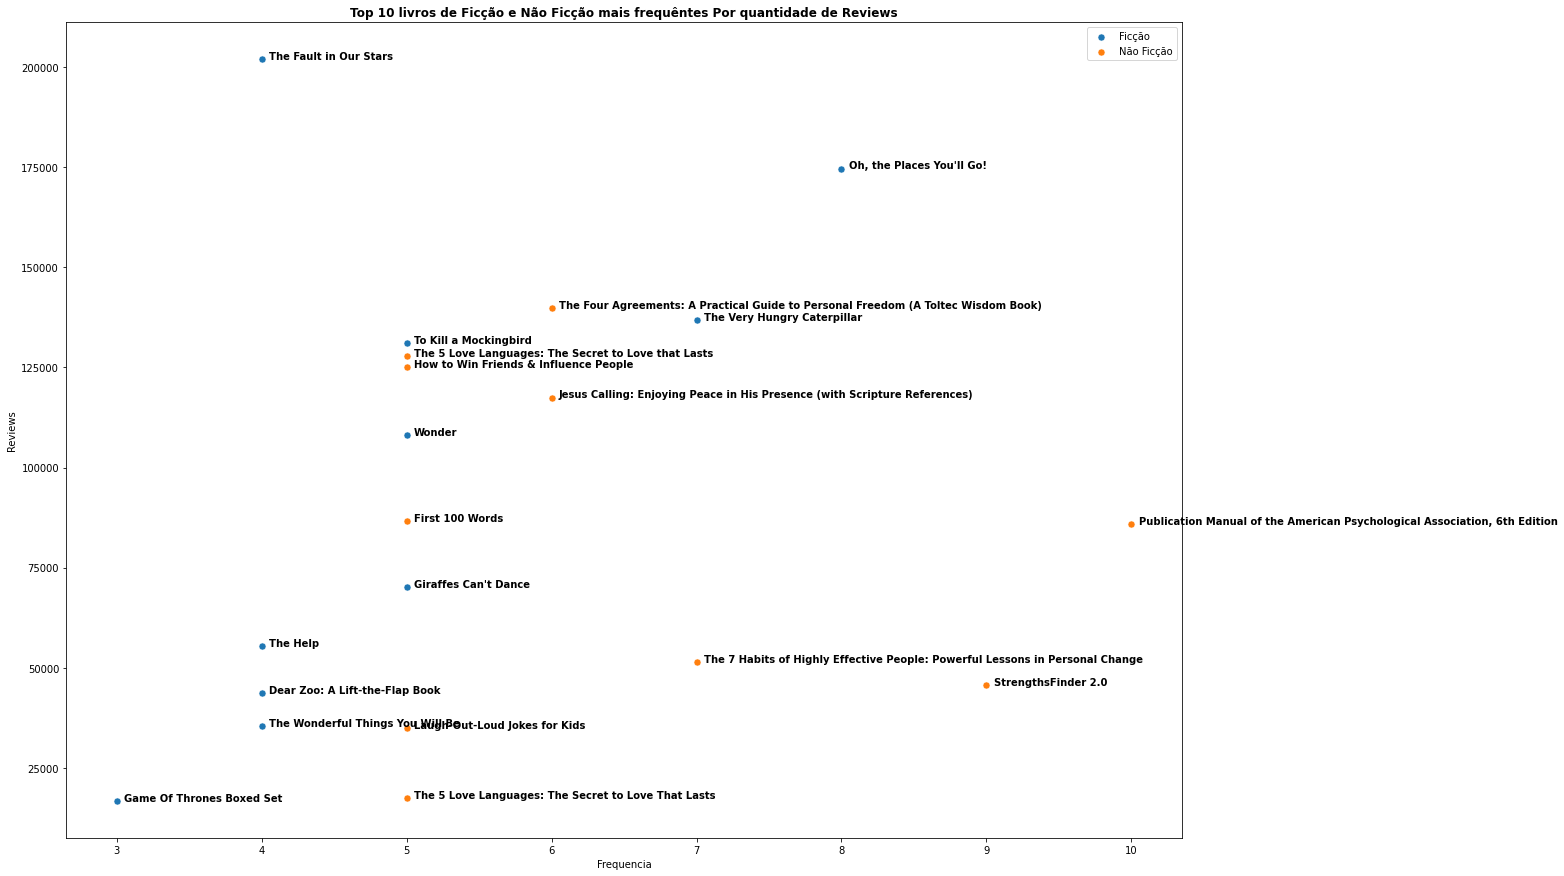 Top 10 livros de Ficção e Não Ficção mais frequêntes Por quantidade de Reviews
Ficção
Não Ficção
The Fault in Our Stars
Oh, the Places You'll Go!
The Four Agreements: A Practical Guide to Personal Freedom (A Toltec Wisdom Book)
The Very Hungry Caterpillar
To Kill a Mockingbird
The 5 Love Languages: The Secret to Love that Lasts
How to Win Friends & Influence People
Jesus Calling: Enjoying Peace in His Presence (with Scripture References)
Wonder
First 100 Words
Publication Manual of the American Psychological Association, 6th Edition
Giraffes Can't Dance
The Help
The 7 Habits of Highly Effective People: Powerful Lessons in Personal Change
StrengthsFinder 2.0
Dear Zoo: A Lift-the-Flap Book
The Wonderful Things You Will Be
Laugh-Out-Loud Jokes for Kids
The 5 Love Languages: The Secret to Love That Lasts
Game Of Thrones Boxed Set
200000
175000
150000
125000
100000
75000
50000
25000
Reviews
3 4 5 6 7 8 9 10
Frequencia